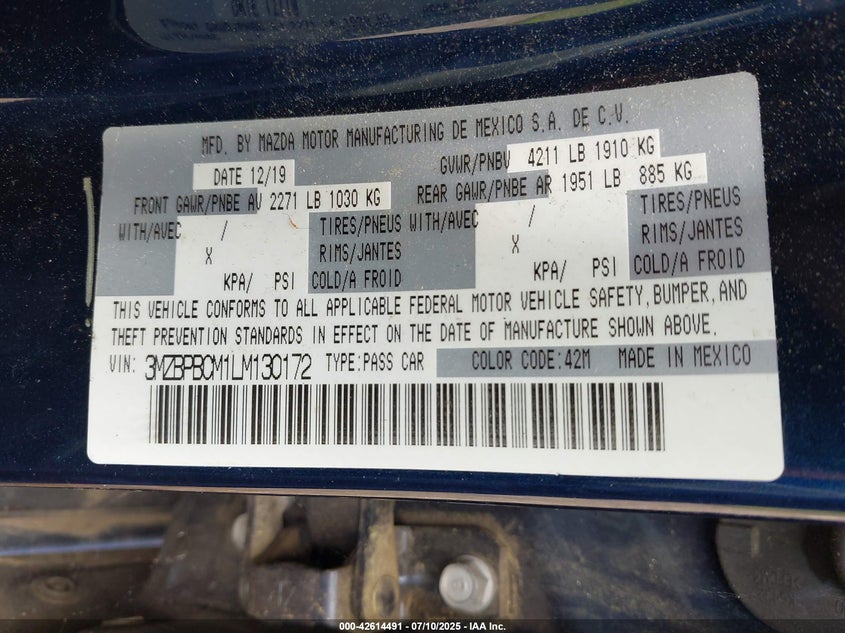 MFD. BY MAZDA MOTOR MANUFACTURING DE MEXICO S.A. DE C.V.
DATE 12/19 GVWR/PNBV 4211 LB 1910 KG
FRONT GAWR/PNBE AV 2271 LB 1030 KG REAR GAWR/PNBE AR 1951 LB 885 KG
WITH/AVEC / TIRES/PNEUS WITH/AVEC / TIRES/PNEUS
X RIMS/JANTES X RIMS/JANTES
KPA/ PSI COLD/A FROID KPA/ PSI COLD/A FROID
THIS VEHICLE CONFORMS TO ALL APPLICABLE FEDERAL MOTOR VEHICLE SAFETY, BUMPER, AND
THEFT PREVENTION STANDARDS IN EFFECT ON THE DATE OF MANUFACTURE SHOWN ABOVE.
VIN: 3MZBPBCM1LM130172 TYPE:PASS CAR COLOR CODE:42M MADE IN MEXICO
000-42614491 - 07/10/2025 - IAA Inc.